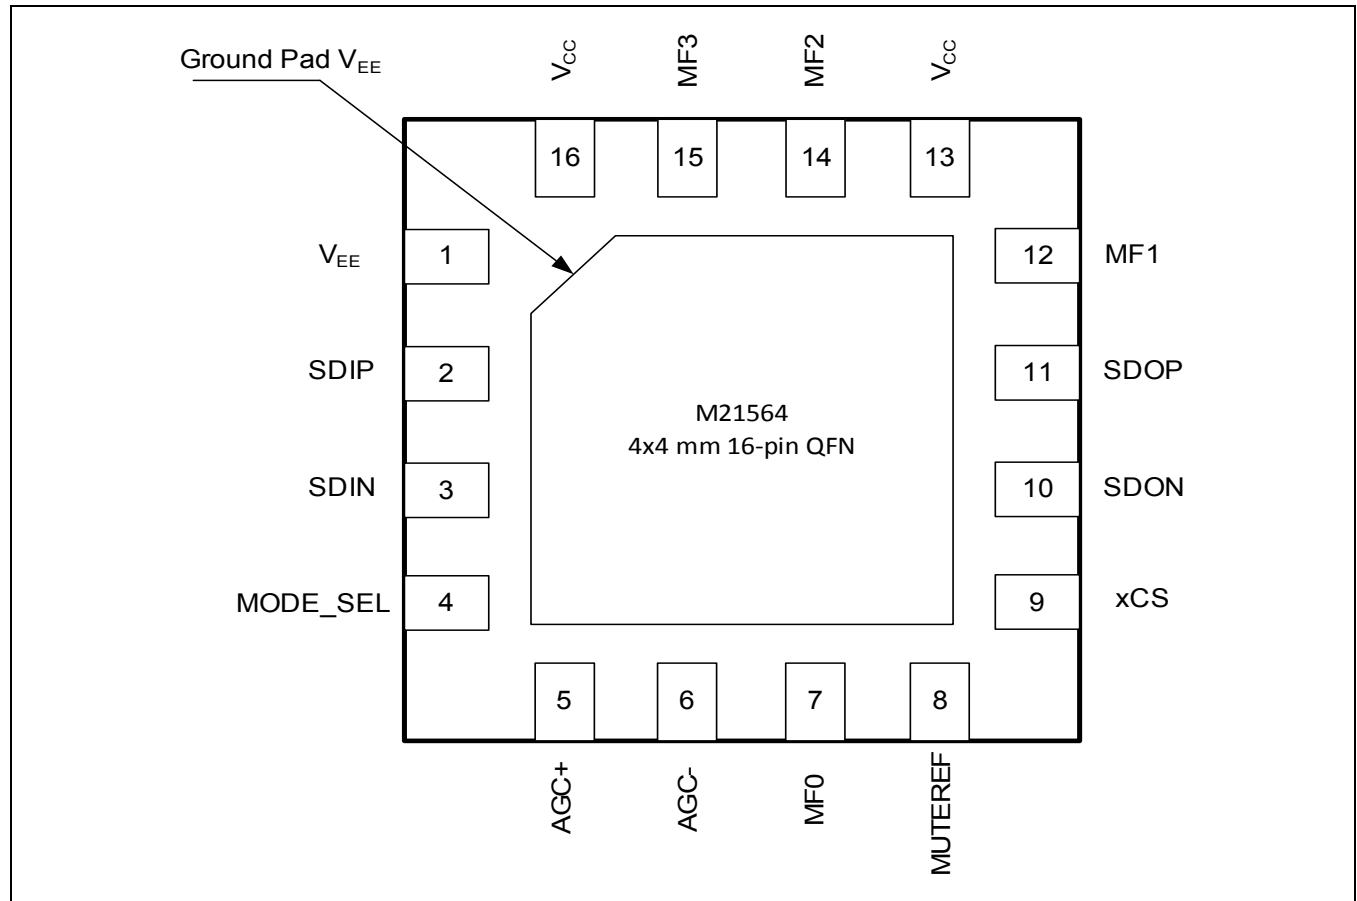 Ground Pad VEE
VCC
MF3
MF2
VCC
16
15
14
13
VEE
1
12
MF1
SDIP
2
11
SDOP
M21564
4x4 mm 16-pin QFN
SDIN
3
10
SDON
MODE_SEL
4
9
xCS
5
6
7
8
AGC+
AGC-
MF0
MUTEREF